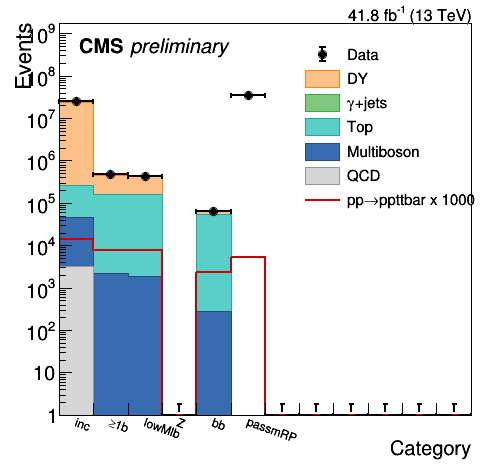 41.8 fb⁻¹ (13 TeV)
Events
CMS preliminary
Data
DY
γ+jets
Top
Multiboson
QCD
pp→ppttbar x 1000
10⁹
10⁸
10⁷
10⁶
10⁵
10⁴
10³
10²
10
1
inc
≥1b
lowMlb
Z
bb
passmRP
Category